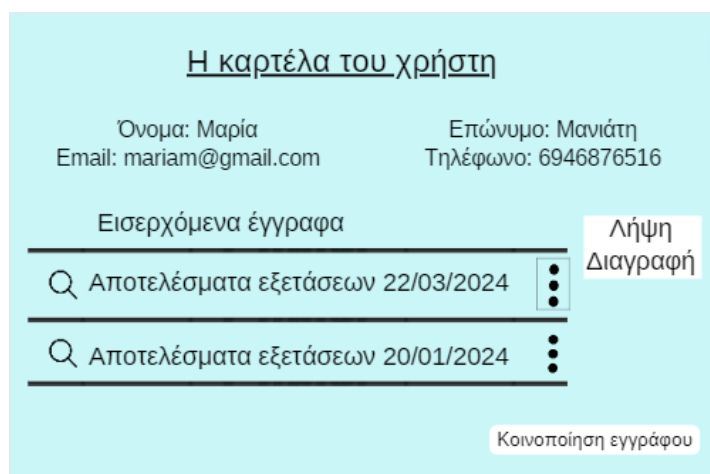 Η καρτέλα του χρήστη
Όνομα: Μαρία
Email: mariam@gmail.com
Επώνυμο: Μανιάτη
Τηλέφωνο: 6946876516
Εισερχόμενα έγγραφα
Λήψη
Διαγραφή
Αποτελέσματα εξετάσεων 22/03/2024
Αποτελέσματα εξετάσεων 20/01/2024
Κοινοποίηση εγγράφου